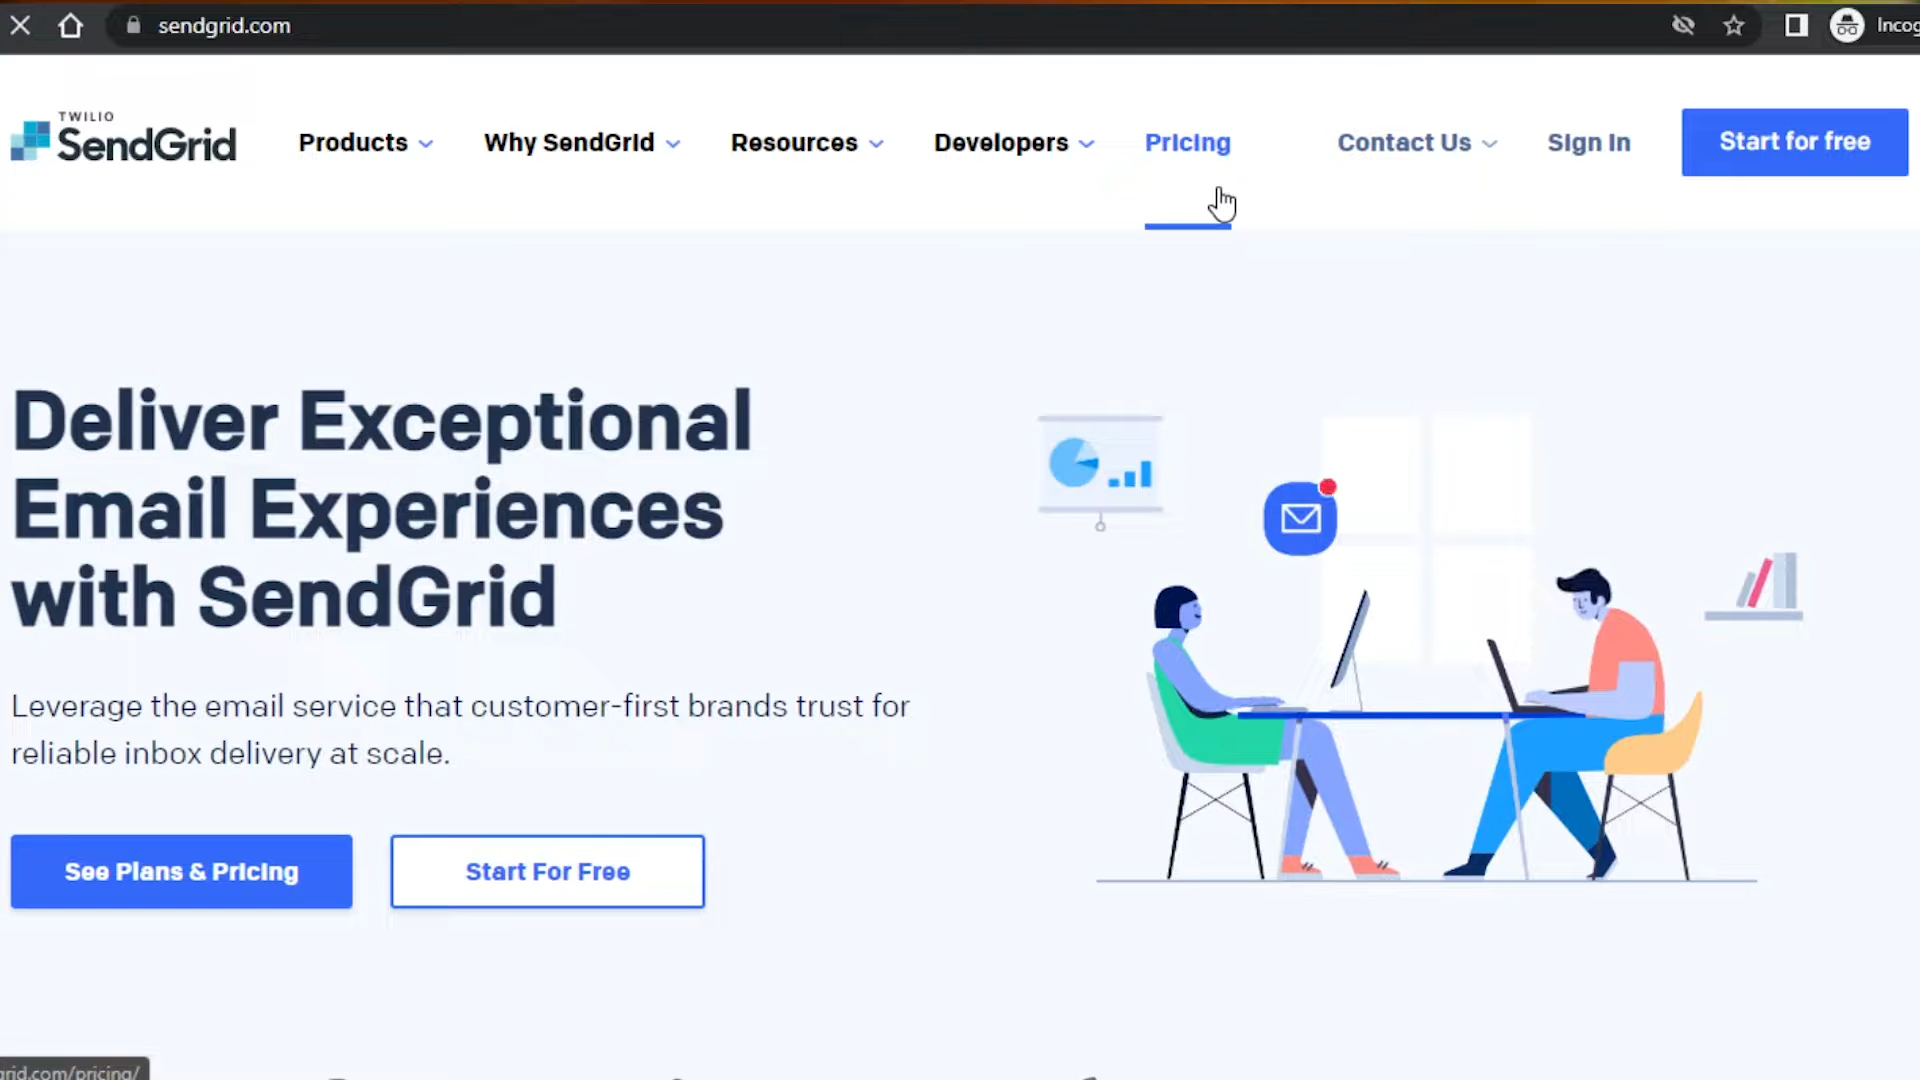 sendgrid.com
Incog
TWILIO
SendGrid
Products
Why SendGrid
Resources
Developers
Pricing
Contact Us
Sign In
Start for free
Deliver Exceptional
Email Experiences
with SendGrid
Leverage the email service that customer-first brands trust for
reliable inbox delivery at scale.
See Plans & Pricing
Start For Free
grid.com/pricing/